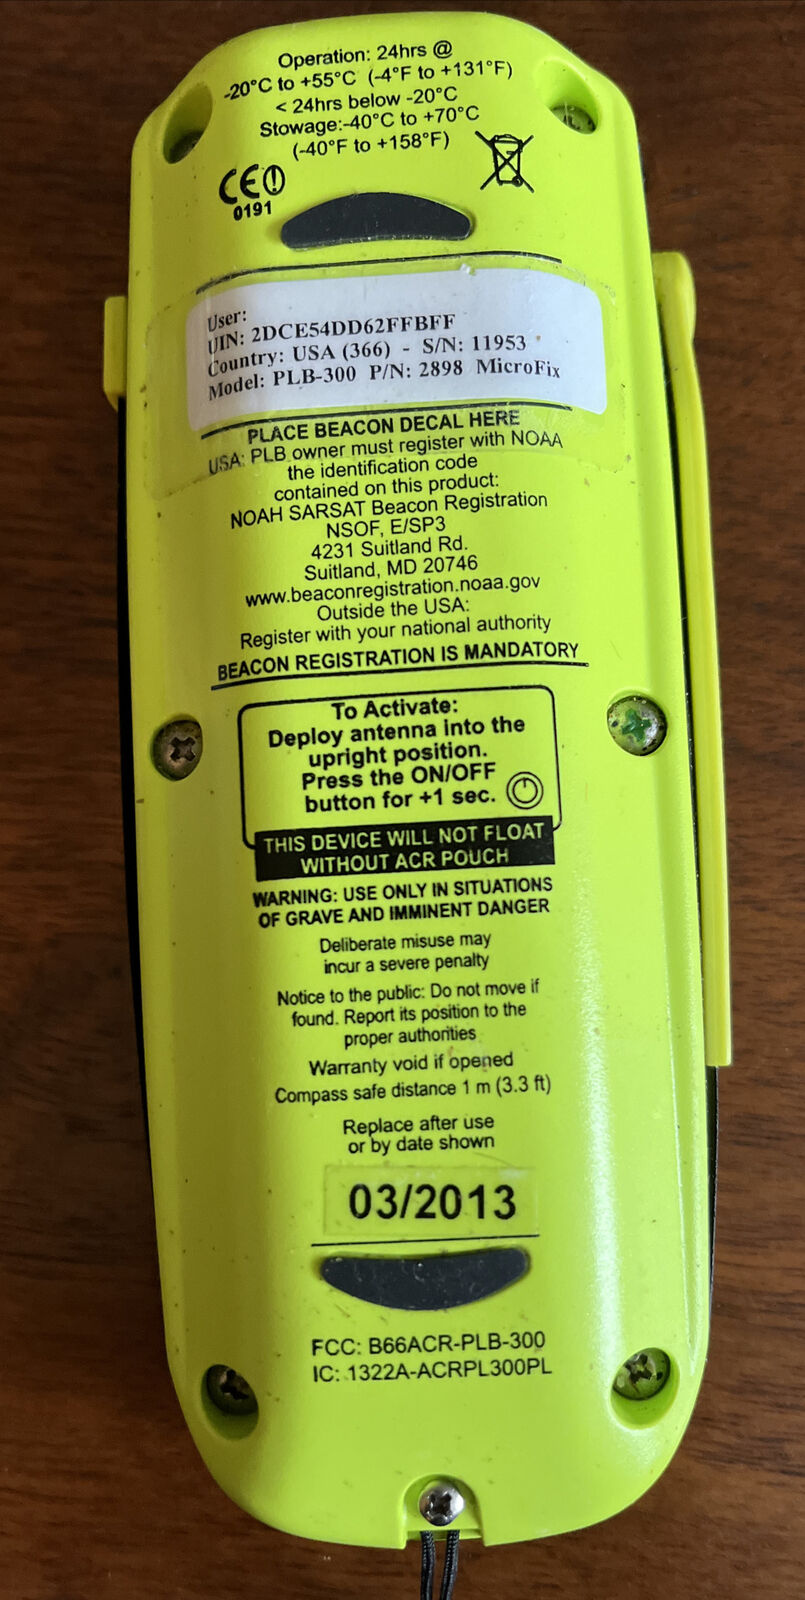 Operation: 24hrs @
-20°C to +55°C (-4°F to +131°F)
< 24hrs below -20°C
Stowage:-40°C to +70°C
(-40°F to +158°F)
CE
0191
User:
UIN: 2DCE54DD62FFBFF
Country: USA (366) - S/N: 11953
Model: PLB-300 P/N: 2898 MicroFix
PLACE BEACON DECAL HERE
USA: PLB owner must register with NOAA
the identification code
contained on this product:
NOAH SARSAT Beacon Registration
NSOF, E/SP3
4231 Suitland Rd.
Suitland, MD 20746
www.beaconregistration.noaa.gov
Outside the USA:
Register with your national authority
BEACON REGISTRATION IS MANDATORY
To Activate:
Deploy antenna into the
upright position.
Press the ON/OFF
button for +1 sec.
THIS DEVICE WILL NOT FLOAT
WITHOUT ACR POUCH
WARNING: USE ONLY IN SITUATIONS
OF GRAVE AND IMMINENT DANGER
Deliberate misuse may
incur a severe penalty
Notice to the public: Do not move if
found. Report its position to the
proper authorities
Warranty void if opened
Compass safe distance 1 m (3.3 ft)
Replace after use
or by date shown
03/2013
FCC: B66ACR-PLB-300
IC: 1322A-ACRPL300PL